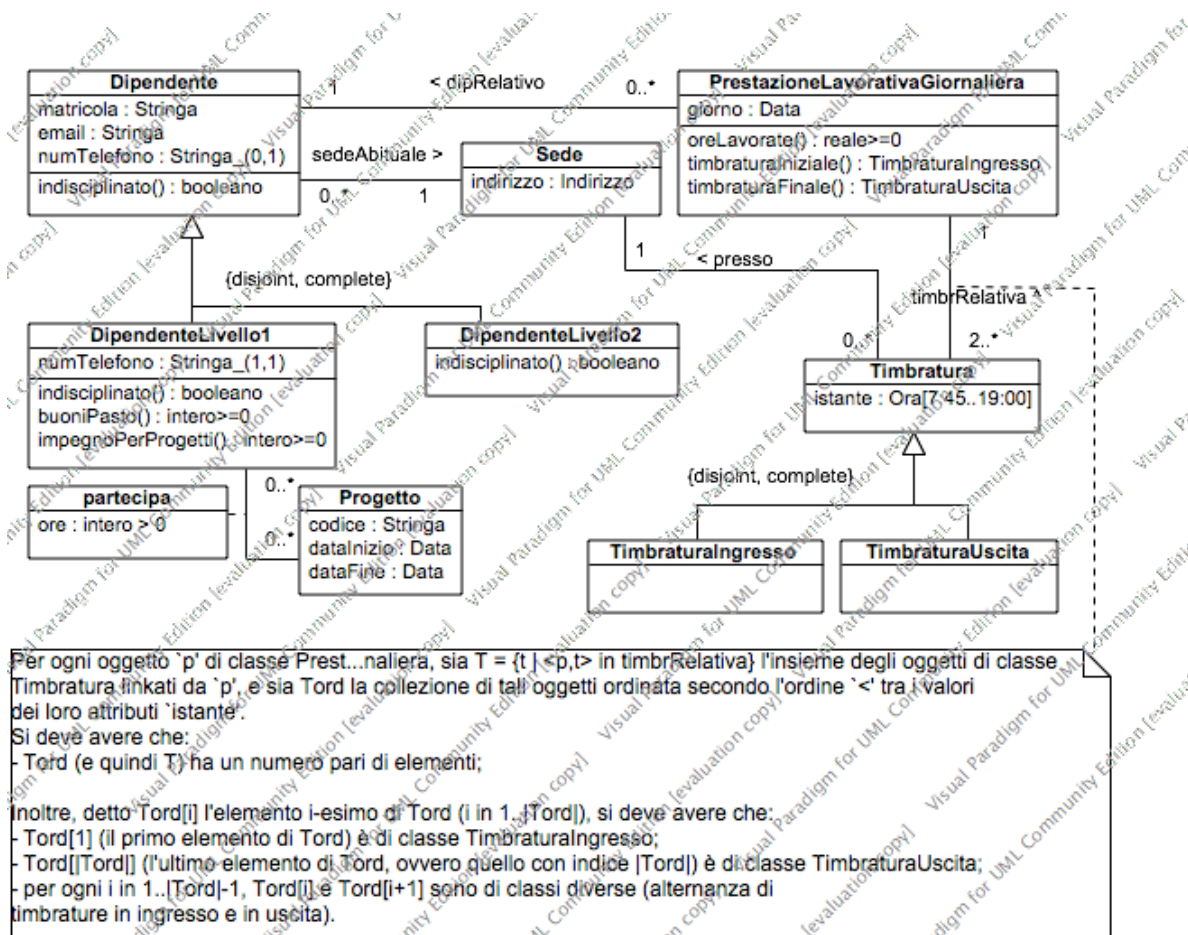 Dipendente
matricola : Stringa
email : Stringa
numTelefono : Stringa_(0,1)
indisciplinato() : booleano
1
< dipRelativo
0..*
PrestazioneLavorativaGiornaliera
giorno : Data
oreLavorate() : reale>=0
timbraturaIniziale() : TimbraturaIngresso
timbraturaFinale() : TimbraturaUscita
sedeAbituale >
0..*
1
Sede
indirizzo : Indirizzo
1
< presso
0..*
1
timbrRelativa ^
2..*
{disjoint, complete}
DipendenteLivello1
numTelefono : Stringa_(1,1)
indisciplinato() : booleano
buoniPasto() : intero>=0
impegnoPerProgetti() : intero>=0
DipendenteLivello2
indisciplinato() : booleano
Timbratura
istante : Ora[7:45..19:00]
{disjoint, complete}
TimbraturaIngresso
TimbraturaUscita
partecipa
ore : intero > 0
0..*
0..*
Progetto
codice : Stringa
dataInizio : Data
dataFine : Data
Per ogni oggetto `p' di classe Prest...naliera, sia T = {t | <p,t> in timbrRelativa} l'insieme degli oggetti di classe
Timbratura linkati da `p', e sia Tord la collezione di tali oggetti ordinata secondo l'ordine `<' tra i valori
dei loro attributi `istante'.
Si deve avere che:
- Tord (e quindi T) ha un numero pari di elementi;
Inoltre, detto Tord[i] l'elemento i-esimo di Tord (i in 1..|Tord|), si deve avere che:
- Tord[1] (il primo elemento di Tord) è di classe TimbraturaIngresso;
- Tord[|Tord|] (l'ultimo elemento di Tord, ovvero quello con indice |Tord|) è di classe TimbraturaUscita;
- per ogni i in 1..|Tord|-1, Tord[i] e Tord[i+1] sono di classi diverse (alternanza di
timbrature in ingresso e in uscita).
Visual Paradigm for UML Community Edition [evaluation copy]